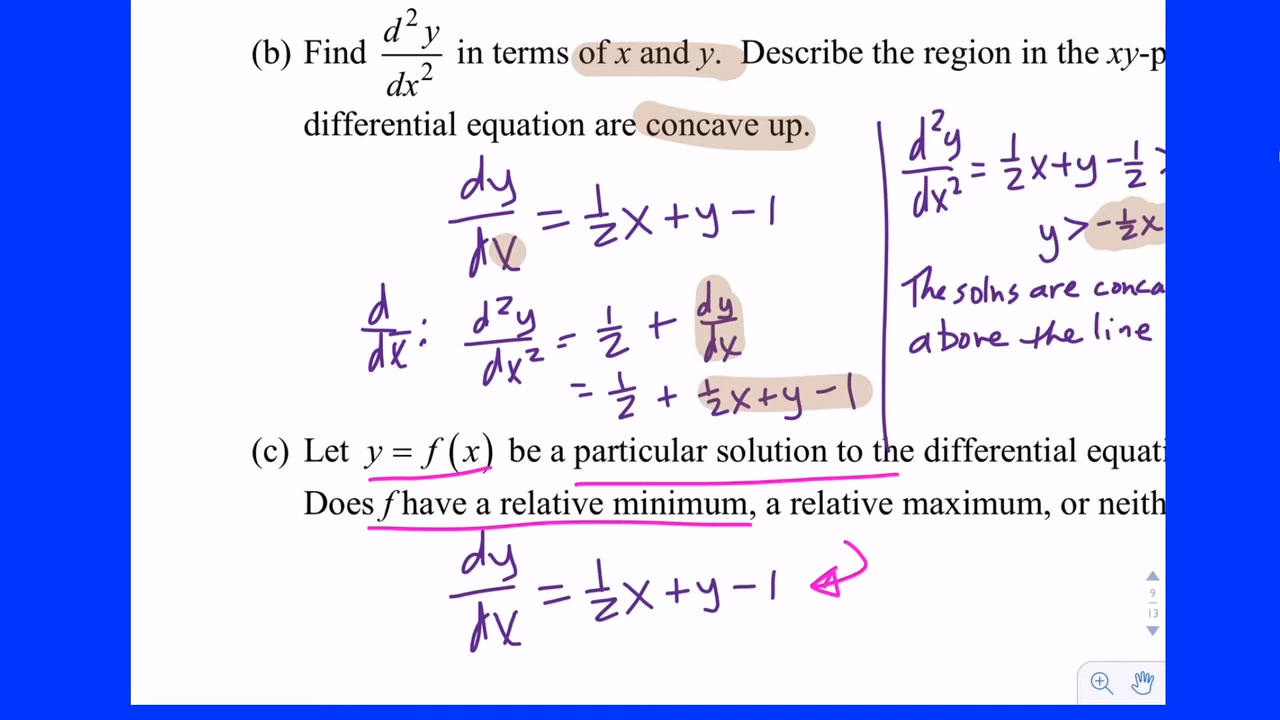 (b) Find d²y/dx² in terms of x and y. Describe the region in the xy-p
differential equation are concave up.
dy/dx = 1/2x + y - 1
d/dx: d²y/dx² = 1/2 + dy/dx
= 1/2 + 1/2x + y - 1
d²y/dx² = 1/2x + y - 1/2 >
y > -1/2x
The solns are conca
above the line
(c) Let y = f(x) be a particular solution to the differential equati
Does f have a relative minimum, a relative maximum, or neith
dy/dx = 1/2x + y - 1
9
13